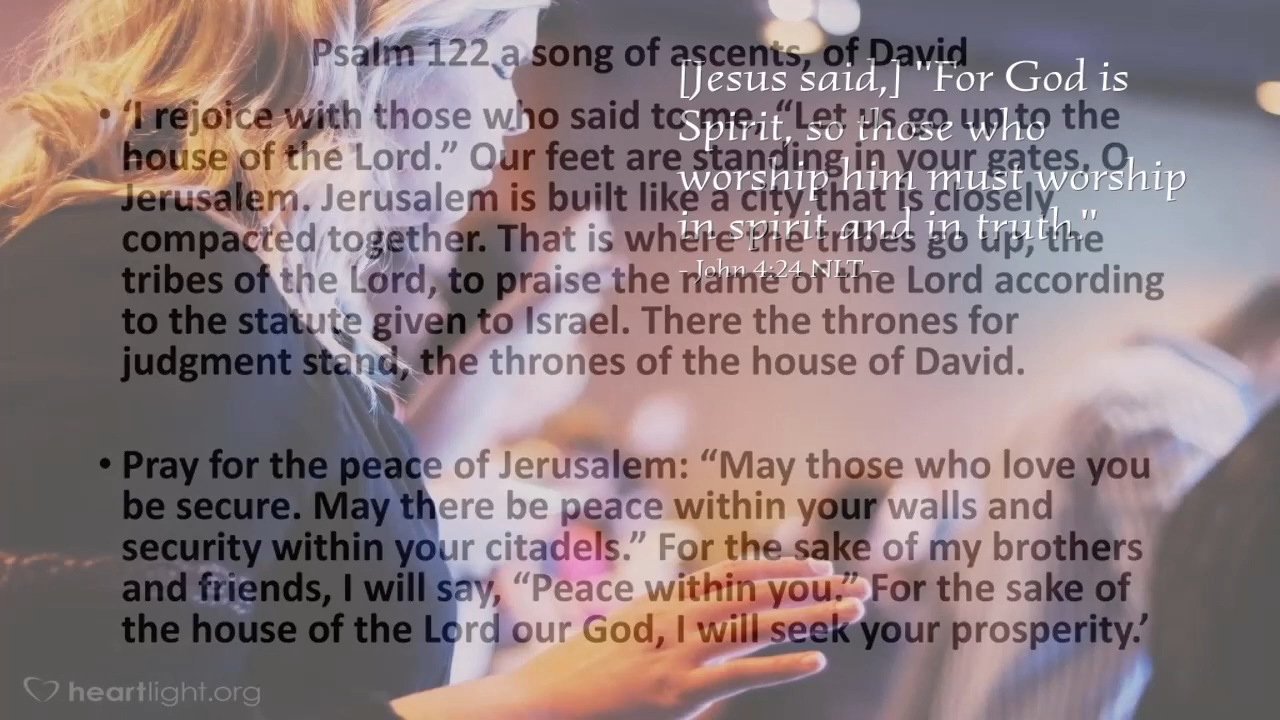 Psalm 122 a song of ascents, of David
• ‘I rejoice with those who said to me, “Let us go up to the
house of the Lord.” Our feet are standing in your gates, O
Jerusalem. Jerusalem is built like a city that is closely
compacted together. That is where the tribes go up, the
tribes of the Lord, to praise the name of the Lord according
to the statute given to Israel. There the thrones for
judgment stand, the thrones of the house of David.
• Pray for the peace of Jerusalem: “May those who love you
be secure. May there be peace within your walls and
security within your citadels.” For the sake of my brothers
and friends, I will say, “Peace within you.” For the sake of
the house of the Lord our God, I will seek your prosperity.’
[Jesus said,] "For God is
Spirit, so those who
worship him must worship
in spirit and in truth."
- John 4:24 NLT -
heartlight.org